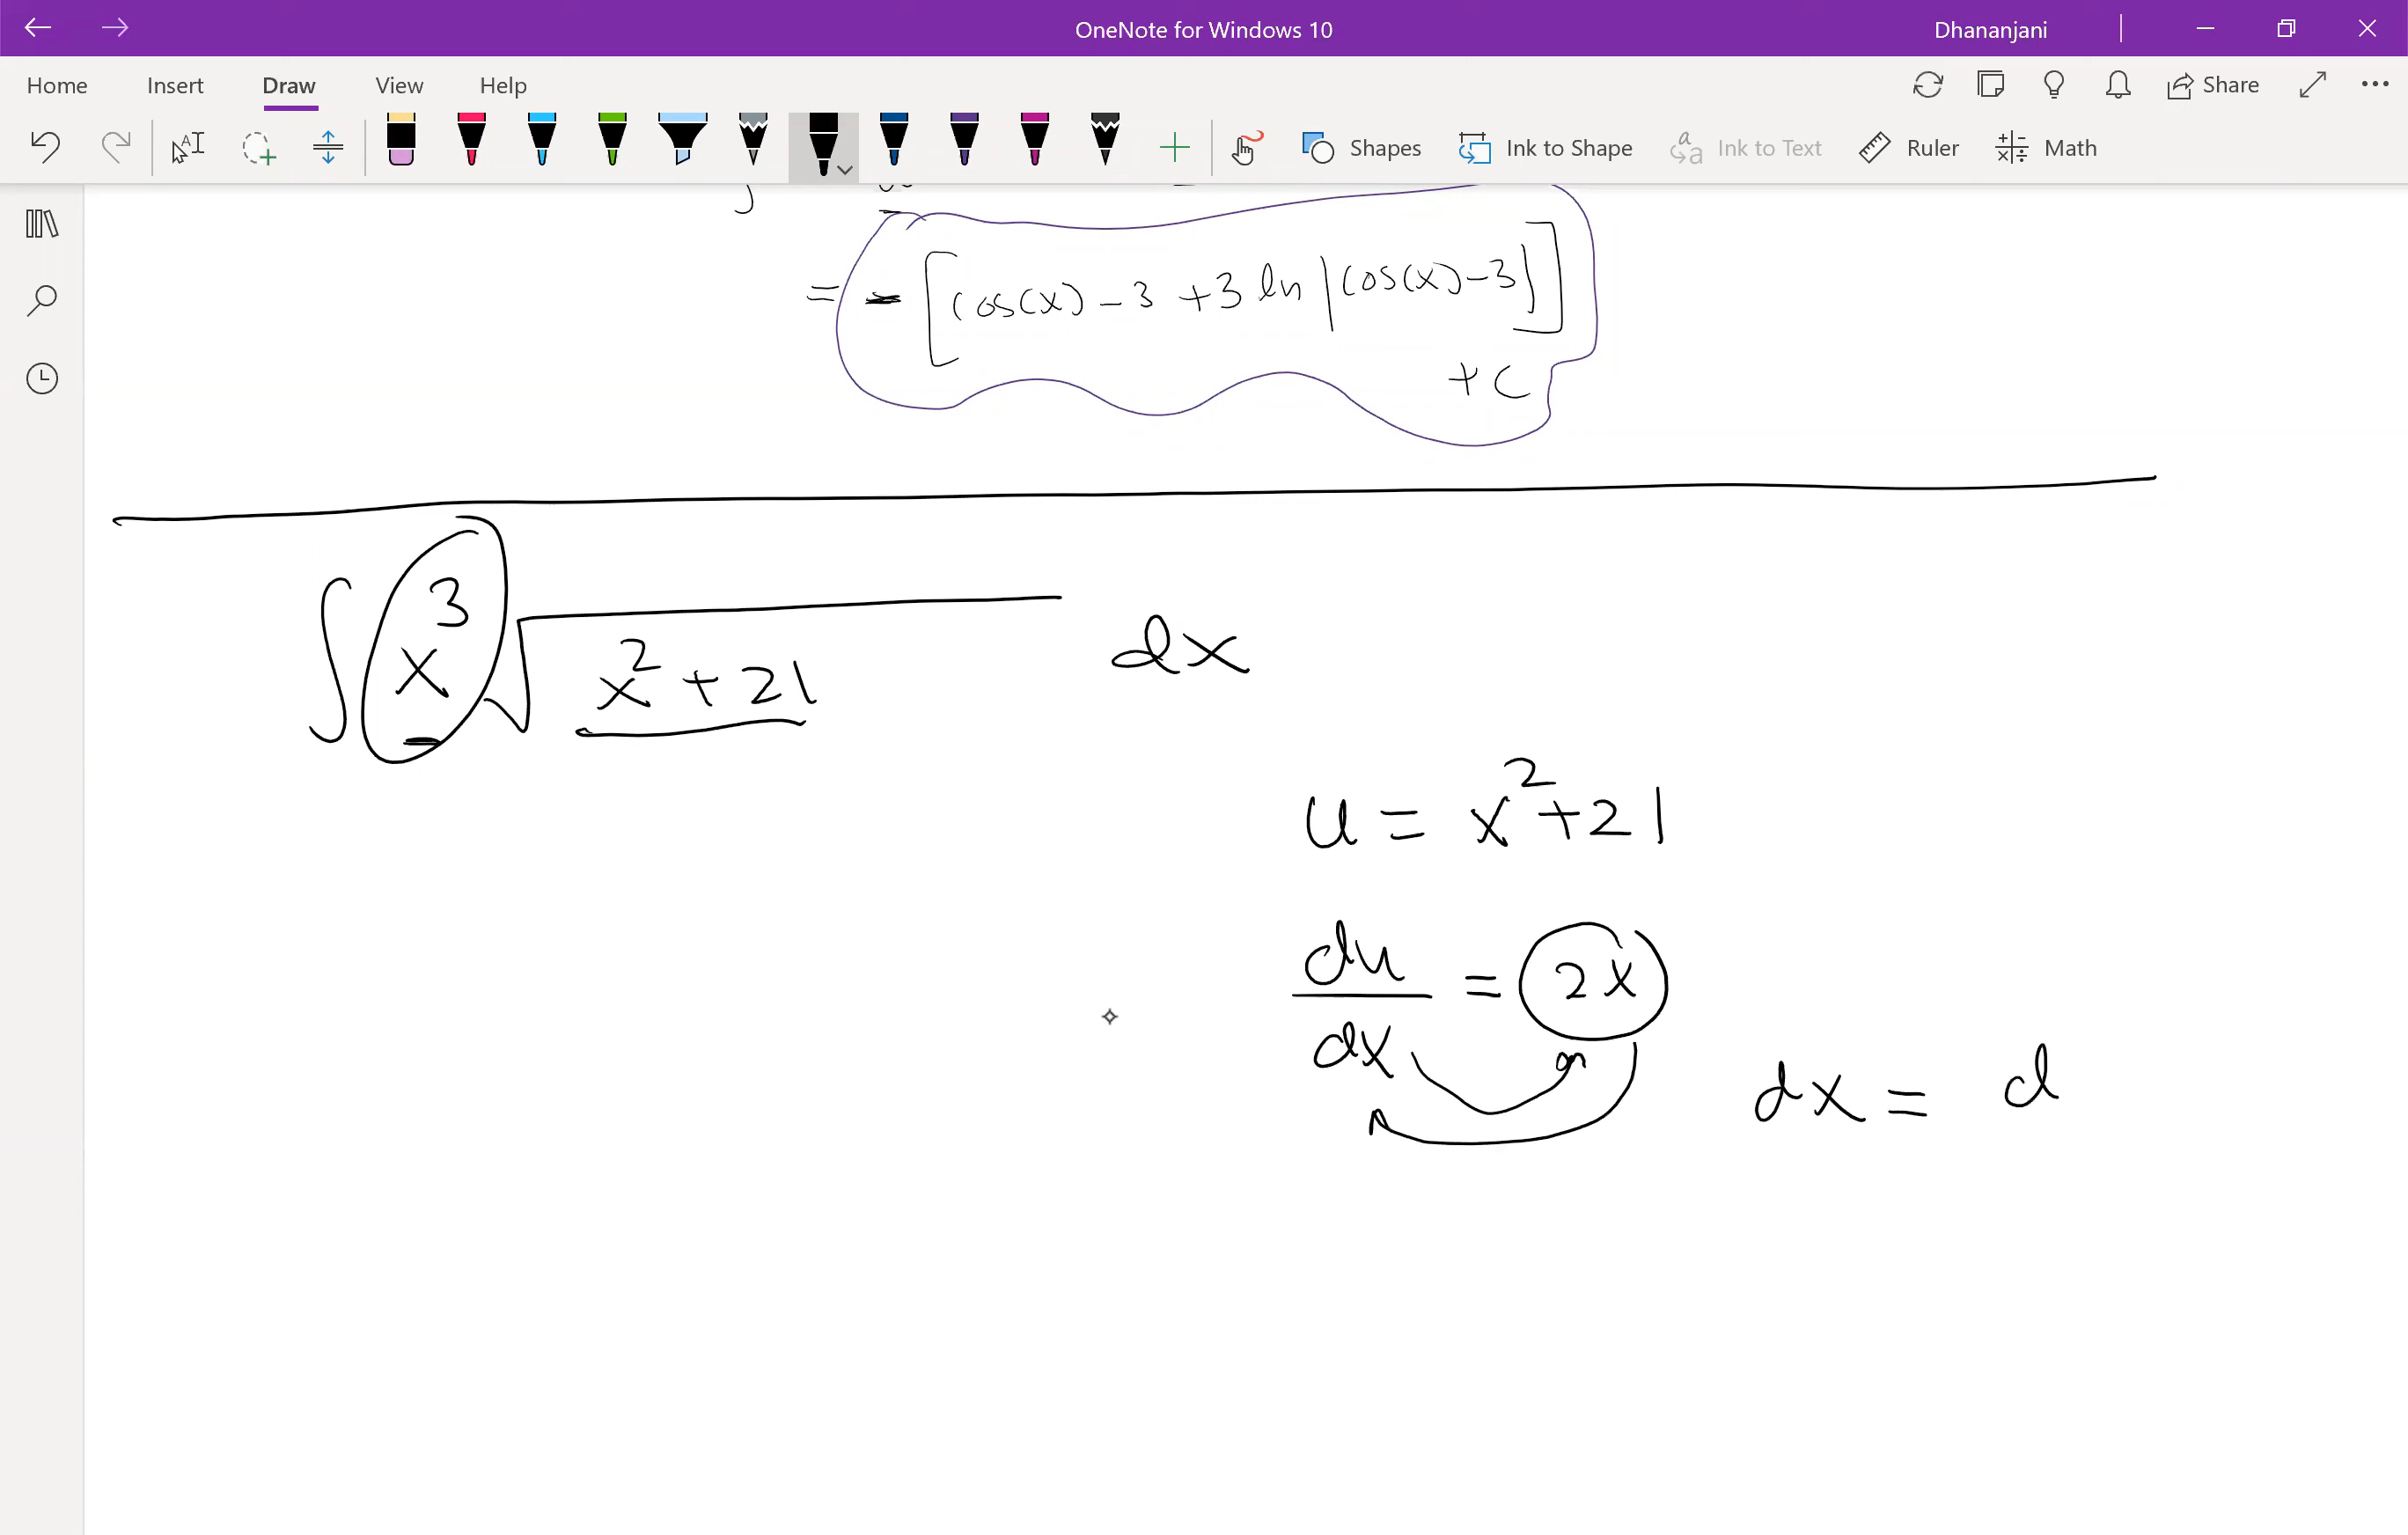 OneNote for Windows 10
Dhananjani
Home Insert Draw View Help
Share
Shapes Ink to Shape Ink to Text Ruler Math
= - [cos(x) - 3 + 3 ln |cos(x) - 3|]
+ C
∫ x³ √(x² + 21) dx
u = x² + 21
du/dx = 2x
dx = d